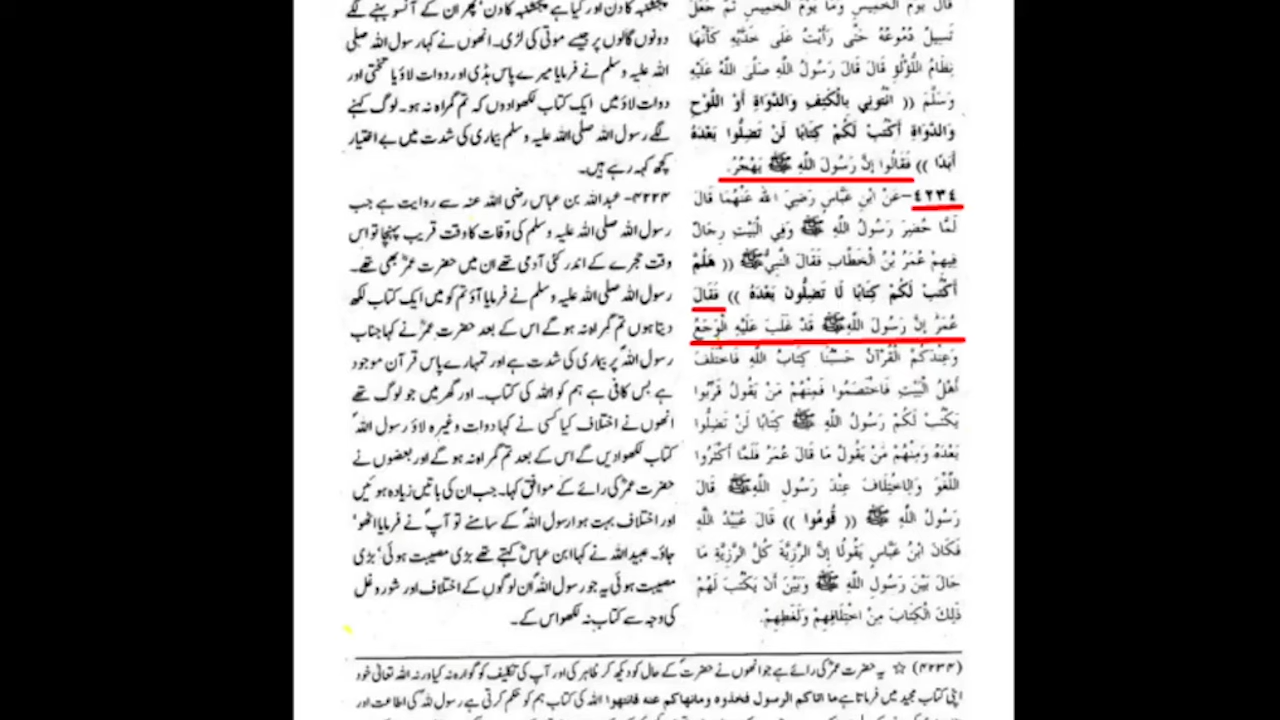 قَالَ يَوْمُ الْخَمِيسِ وَمَا يَوْمُ الْخَمِيسِ ثُمَّ جَعَلَ
تَسِيلُ دُمُوعُهُ حَتَّى رَأَيْتُ عَلَى خَدَّيْهِ كَأَنَّهَا
نِظَامُ اللُّؤْلُؤِ قَالَ قَالَ رَسُولُ اللَّهِ صَلَّى اللَّهُ عَلَيْهِ
وَسَلَّمَ (( ائْتُونِي بِالْكَتِفِ وَالدَّوَاةِ أَوْ اللَّوْحِ
وَالدَّوَاةِ أَكْتُبْ لَكُمْ كِتَابًا لَنْ تَضِلُّوا بَعْدَهُ
أَبَدًا )) فَقَالُوا إِنَّ رَسُولَ اللَّهِ ﷺ يَهْجُرُ.
٤٢٣٤- عَنْ ابْنِ عَبَّاسٍ رَضِيَ الله عَنْهُمَا قَالَ
لَمَّا حُضِرَ رَسُولُ اللَّهِ ﷺ وَفِي الْبَيْتِ رِجَالٌ
فِيهِمْ عُمَرُ بْنُ الْخَطَّابِ فَقَالَ النَّبِيُّ ﷺ (( هَلُمَّ
أَكْتُبْ لَكُمْ كِتَابًا لَا تَضِلُّونَ بَعْدَهُ )) فَقَالَ
عُمَرُ إِنَّ رَسُولَ اللَّهِ ﷺ قَدْ غَلَبَ عَلَيْهِ الْوَجَعُ
وَعِنْدَكُمْ الْقُرْآنُ حَسْبُنَا كِتَابُ اللَّهِ فَاخْتَلَفَ
أَهْلُ الْبَيْتِ فَاخْتَصَمُوا فَمِنْهُمْ مَنْ يَقُولُ قَرِّبُوا
يَكْتُبْ لَكُمْ رَسُولُ اللَّهِ ﷺ كِتَابًا لَنْ تَضِلُّوا
بَعْدَهُ وَمِنْهُمْ مَنْ يَقُولُ مَا قَالَ عُمَرُ فَلَمَّا أَكْثَرُوا
اللَّغْوَ وَالِاخْتِلَافَ عِنْدَ رَسُولِ اللَّهِ ﷺ قَالَ
رَسُولُ اللَّهِ ﷺ (( قُومُوا )) قَالَ عُبَيْدُ اللَّهِ
فَكَانَ ابْنُ عَبَّاسٍ يَقُولُا إِنَّ الرَّزِيَّةَ كُلَّ الرَّزِيَّةِ مَا
حَالَ بَيْنَ رَسُولِ اللَّهِ ﷺ وَبَيْنَ أَنْ يَكْتُبَ لَهُمْ
ذَلِكَ الْكِتَابَ مِنْ اخْتِلَافِهِمْ وَلَغَطِهِمْ.
پنجشنبہ کا دن اور کیا ہے پنجشنبہ کا دن' پھر ان کے آنسو بہنے لگے
دونوں گالوں پر جیسے موتی کی لڑی۔ انھوں نے کہا رسول اللہ صلی
اللہ علیہ وسلم نے فرمایا میرے پاس ہڈی اور دوات لاؤ یا تختی اور
دوات لاؤ میں ایک کتاب لکھوا دوں کہ تم گمراہ نہ ہو۔ لوگ کہنے
لگے رسول اللہ صلی اللہ علیہ وسلم بیماری کی شدت میں بے اختیار
کچھ کہہ رہے ہیں۔
۴۲۳۴- عبداللہ بن عباس رضی اللہ عنہ سے روایت ہے جب
رسول اللہ صلی اللہ علیہ وسلم کی وفات کا وقت قریب پہنچا تو اس
وقت حجرے کے اندر کئی آدمی تھے ان میں حضرت عمرؓ بھی تھے۔
رسول اللہ صلی اللہ علیہ وسلم نے فرمایا آؤ تم کو میں ایک کتاب لکھ
دیتا ہوں تم گمراہ نہ ہو گے اس کے بعد حضرت عمرؓ نے کہا جناب
رسول اللہؐ پر بیماری کی شدت ہے اور تمہارے پاس قرآن موجود
ہے بس کافی ہے ہم کو اللہ کی کتاب۔ اور گھر میں جو لوگ تھے
انھوں نے اختلاف کیا کسی نے کہا دوات وغیرہ لاؤ رسول اللہؐ
کتاب لکھوا دیں گے اس کے بعد تم گمراہ نہ ہو گے اور بعضوں نے
حضرت عمرؓ کی رائے کے موافق کہا۔ جب ان کی باتیں زیادہ ہوئیں
اور اختلاف بہت ہوا رسول اللہؐ کے سامنے تو آپؐ نے فرمایا اٹھو'
جاؤ۔ عبیداللہ نے کہا ابن عباسؓ کہتے تھے بڑی مصیبت ہوئی' بڑی
مصیبت ہوئی یہ جو رسول اللہؐ ان لوگوں کے اختلاف اور شور و غل
کی وجہ سے کتاب نہ لکھوا سکے۔
(۴۲۳۴) ☆ یہ حضرت عمرؓ کی رائے ہے جو انھوں نے حضرتؐ کے حال کو دیکھ کر ظاہر کی اور آپ کی تکلیف کو گوارہ نہ کیا ورنہ اللہ تعالیٰ خود
اپنی کتاب مجید میں فرماتا ہے ما اتاکم الرسول فخذوہ ومانھاکم عنه فانتهوا اللہ کی کتاب ہم کو حکم کرتی ہے رسول اللہؐ کی اطاعت اور